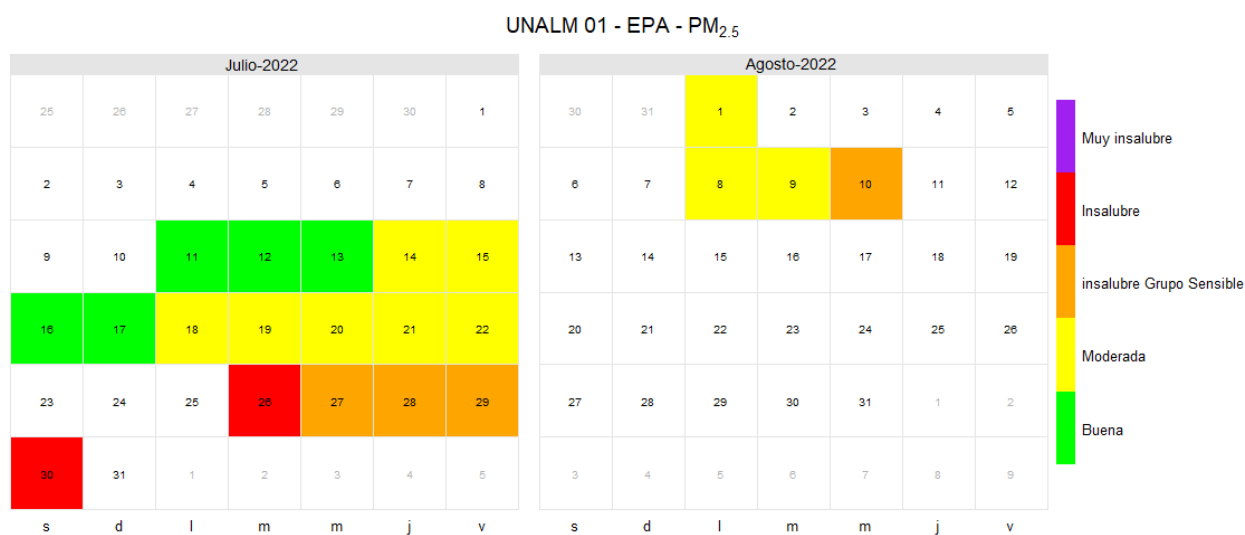 UNALM 01 - EPA - PM2.5
Julio-2022
25 26 27 28 29 30 1
2 3 4 5 6 7 8
9 10 11 12 13 14 15
16 17 18 19 20 21 22
23 24 25 26 27 28 29
30 31 1 2 3 4 5
s d l m m j v
Agosto-2022
30 31 1 2 3 4 5
6 7 8 9 10 11 12
13 14 15 16 17 18 19
20 21 22 23 24 25 26
27 28 29 30 31 1 2
3 4 5 6 7 8 9
s d l m m j v
Muy insalubre
Insalubre
insalubre Grupo Sensible
Moderada
Buena